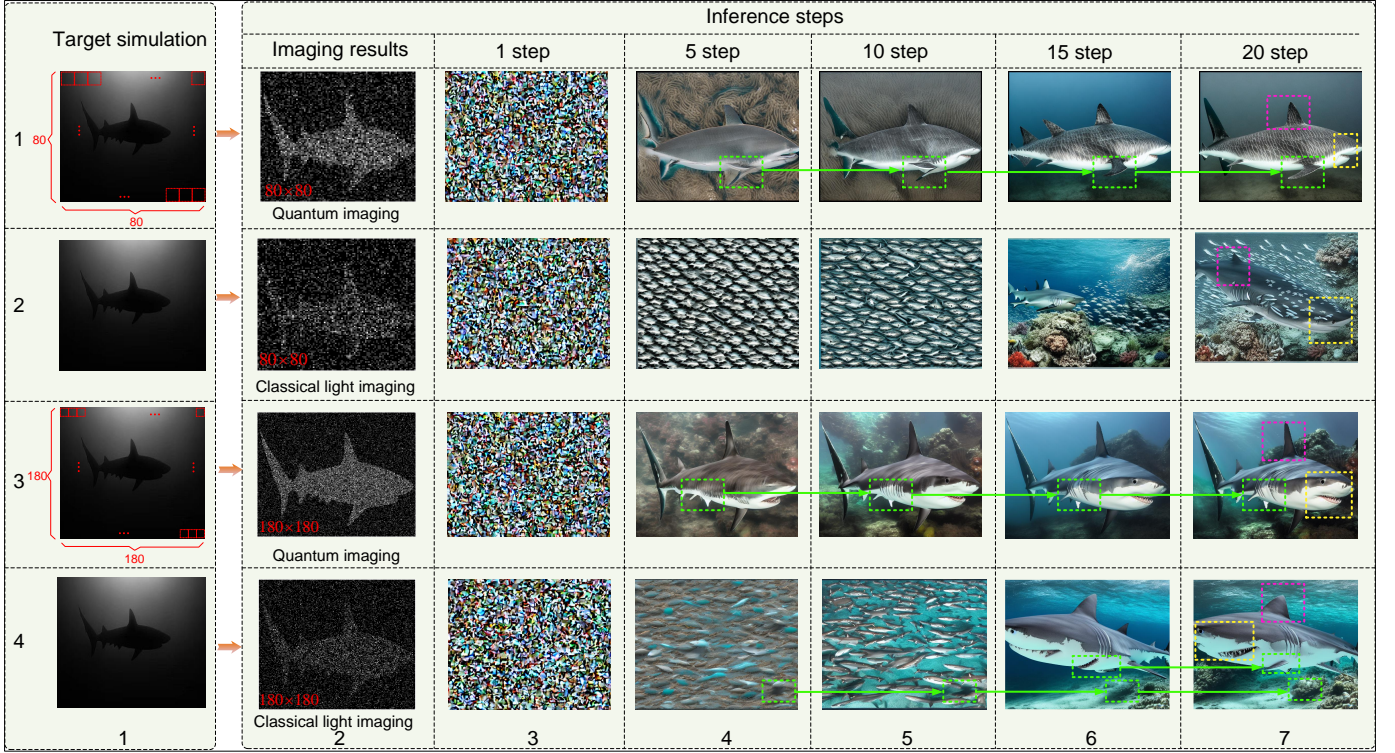 Inference steps
Target simulation
Imaging results
1 step
5 step
10 step
15 step
20 step
1
80
...
...
80
80×80
Quantum imaging
2
80×80
Classical light imaging
3
180
...
...
180
180×180
Quantum imaging
4
180×180
Classical light imaging
1
2
3
4
5
6
7